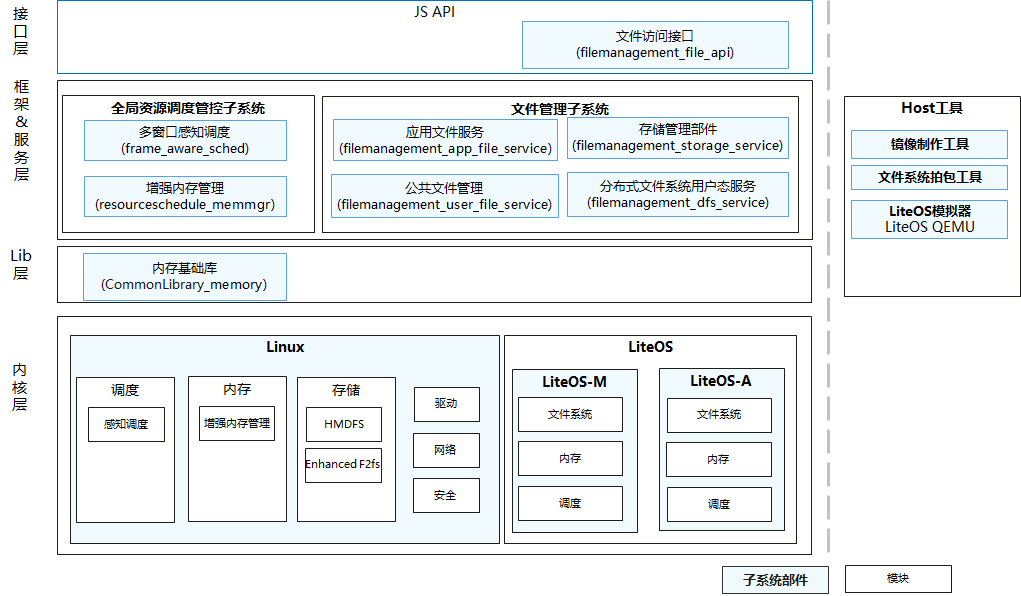 接
口
层
JS API
文件访问接口
(filemanagement_file_api)
框
架
&
服
务
层
全局资源调度管控子系统
多窗口感知调度
(frame_aware_sched)
增强内存管理
(resourceschedule_memmgr)
文件管理子系统
应用文件服务
(filemanagement_app_file_service)
存储管理部件
(filemanagement_storage_service)
公共文件管理
(filemanagement_user_file_service)
分布式文件系统用户态服务
(filemanagement_dfs_service)
Host工具
镜像制作工具
文件系统拍包工具
LiteOS模拟器
LiteOS QEMU
Lib
层
内存基础库
(CommonLibrary_memory)
内
核
层
Linux
调度
感知调度
内存
增强内存管理
存储
HMDFS
Enhanced F2fs
驱动
网络
安全
LiteOS
LiteOS-M
文件系统
内存
调度
LiteOS-A
文件系统
内存
调度
子系统部件
模块